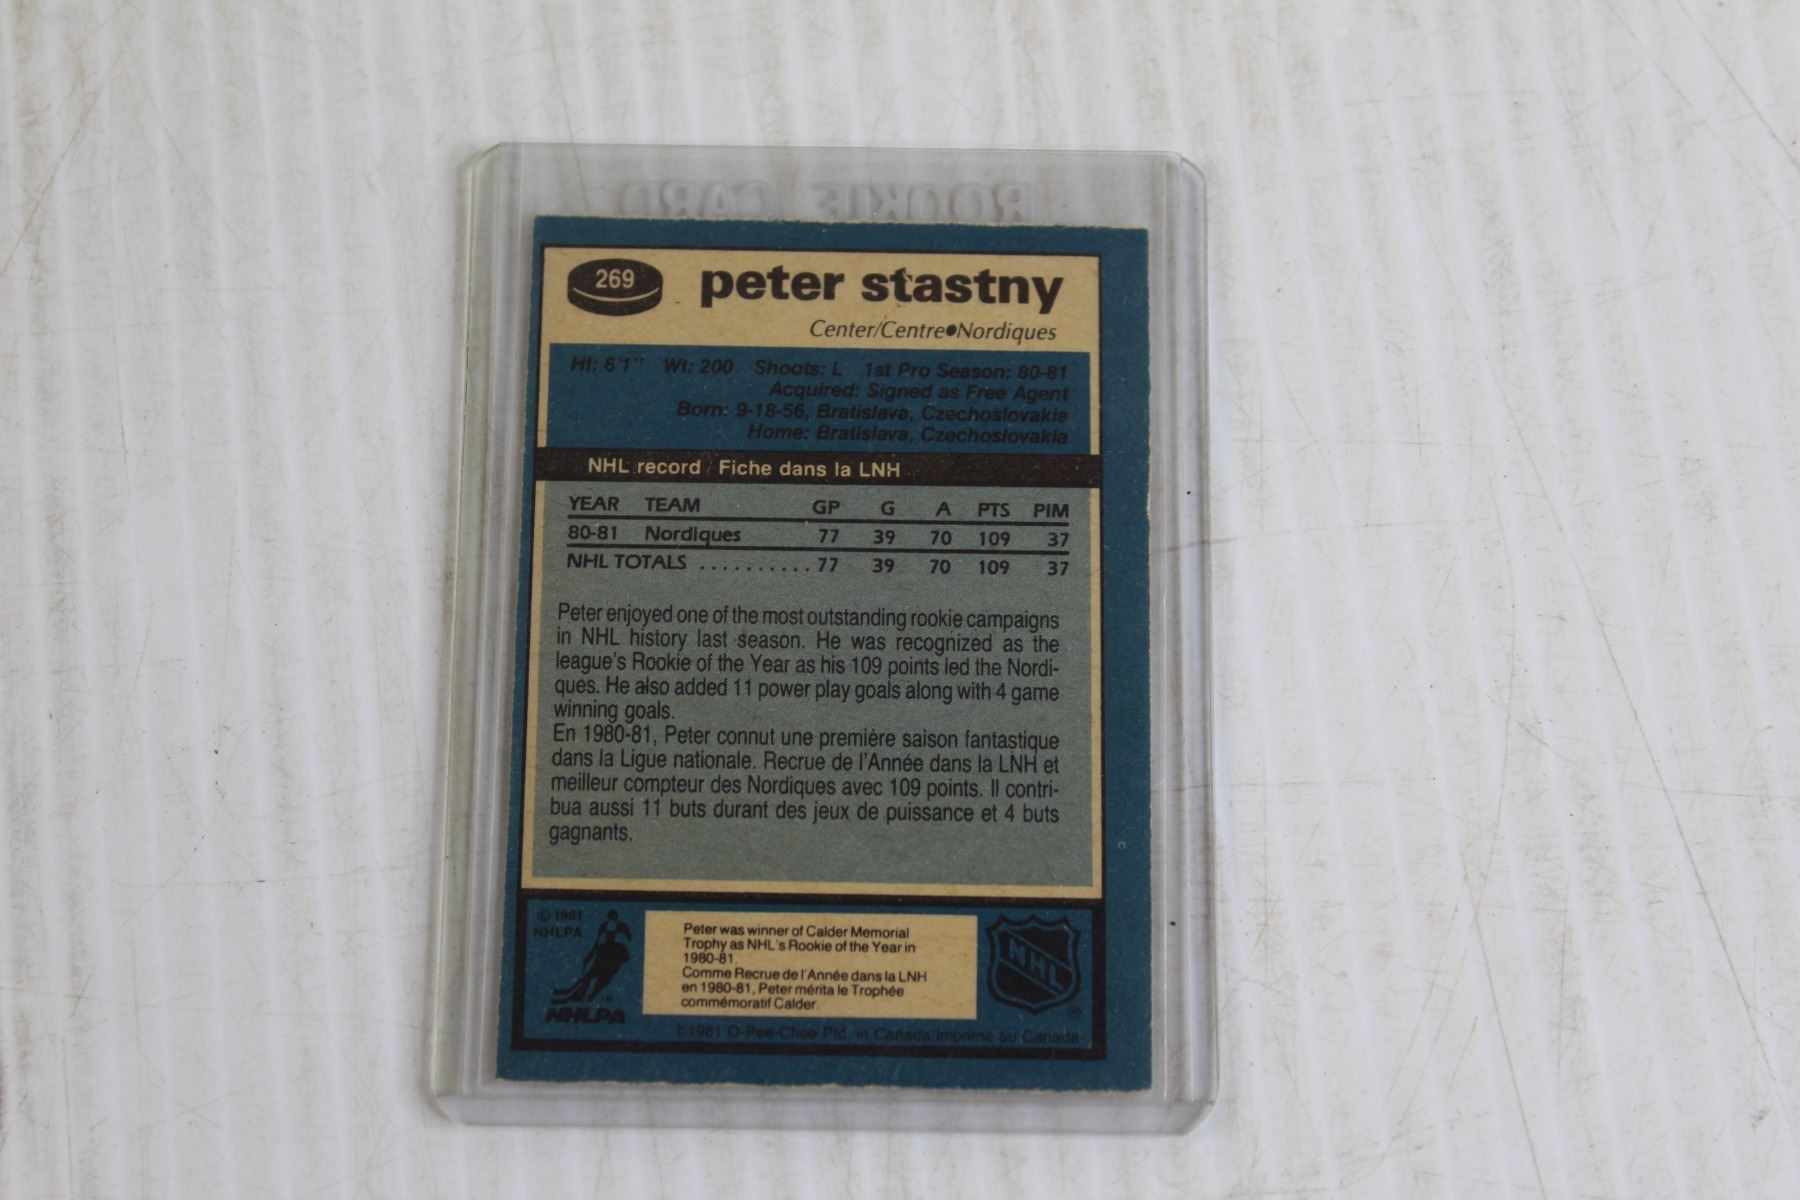 ROOKIE CARD
269 peter stastny
Center/Centre●Nordiques
Ht: 6'1" Wt: 200 Shoots: L 1st Pro Season: 80-81
Acquired: Signed as Free Agent
Born: 9-18-56, Bratislava, Czechoslovakia
Home: Bratislava, Czechoslovakia
NHL record / Fiche dans la LNH
YEAR TEAM GP G A PTS PIM
80-81 Nordiques 77 39 70 109 37
NHL TOTALS .......... 77 39 70 109 37
Peter enjoyed one of the most outstanding rookie campaigns
in NHL history last season. He was recognized as the
league's Rookie of the Year as his 109 points led the Nordi-
ques. He also added 11 power play goals along with 4 game
winning goals.
En 1980-81, Peter connut une première saison fantastique
dans la Ligue nationale. Recrue de l'Année dans la LNH et
meilleur compteur des Nordiques avec 109 points. Il contri-
bua aussi 11 buts durant des jeux de puissance et 4 buts
gagnants.
© 1981
NHLPA
TM
NHLPA
Peter was winner of Calder Memorial
Trophy as NHL's Rookie of the Year in
1980-81.
Comme Recrue de l'Année dans la LNH
en 1980-81, Peter mérita le Trophée
commémoratif Calder.
NHL
®
©1981 O-Pee-Chee Ptd. in Canada/Imprimé au Canada